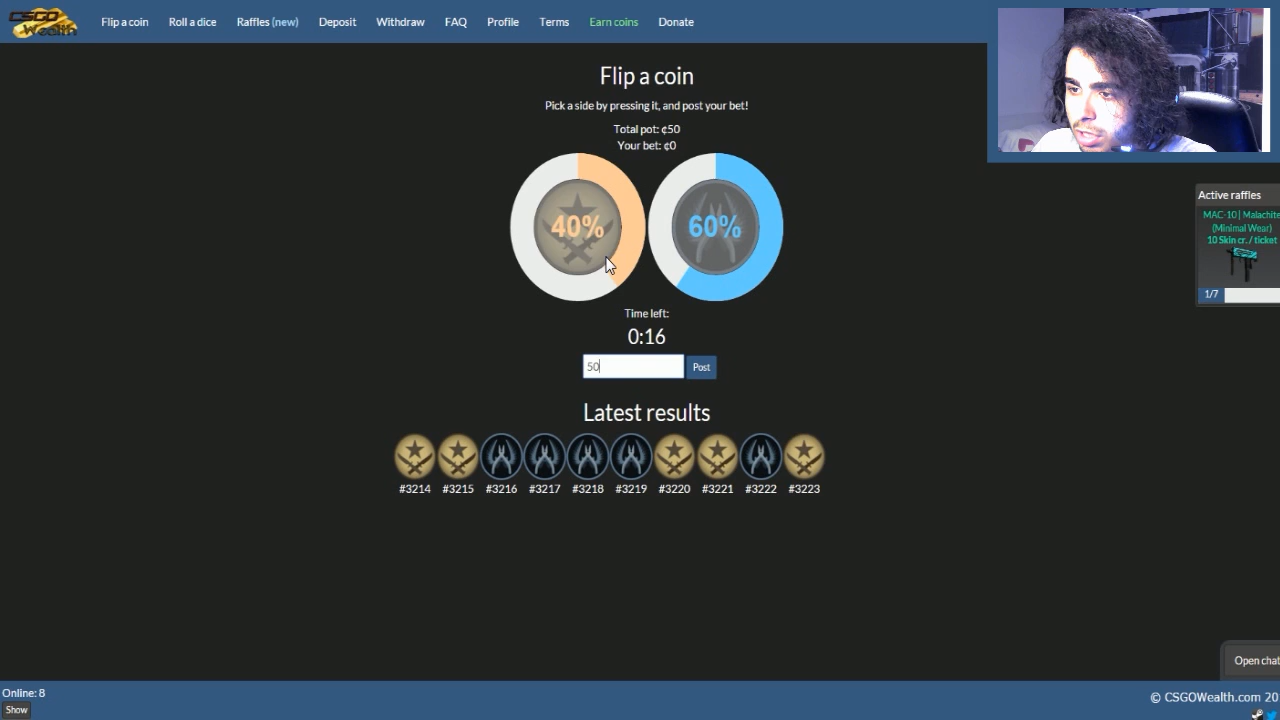 CSGO
Wealth
Flip a coin
Roll a dice
Raffles (new)
Deposit
Withdraw
FAQ
Profile
Terms
Earn coins
Donate
Flip a coin
Pick a side by pressing it, and post your bet!
Total pot: ¢50
Your bet: ¢0
40%
60%
Time left:
0:16
50
Post
Latest results
#3214 #3215 #3216 #3217 #3218 #3219 #3220 #3221 #3222 #3223
Active raffles
MAC-10 | Malachite
(Minimal Wear)
10 Skin cr. / ticket
1/7
Open chat
Online: 8
Show
© CSGOWealth.com 20